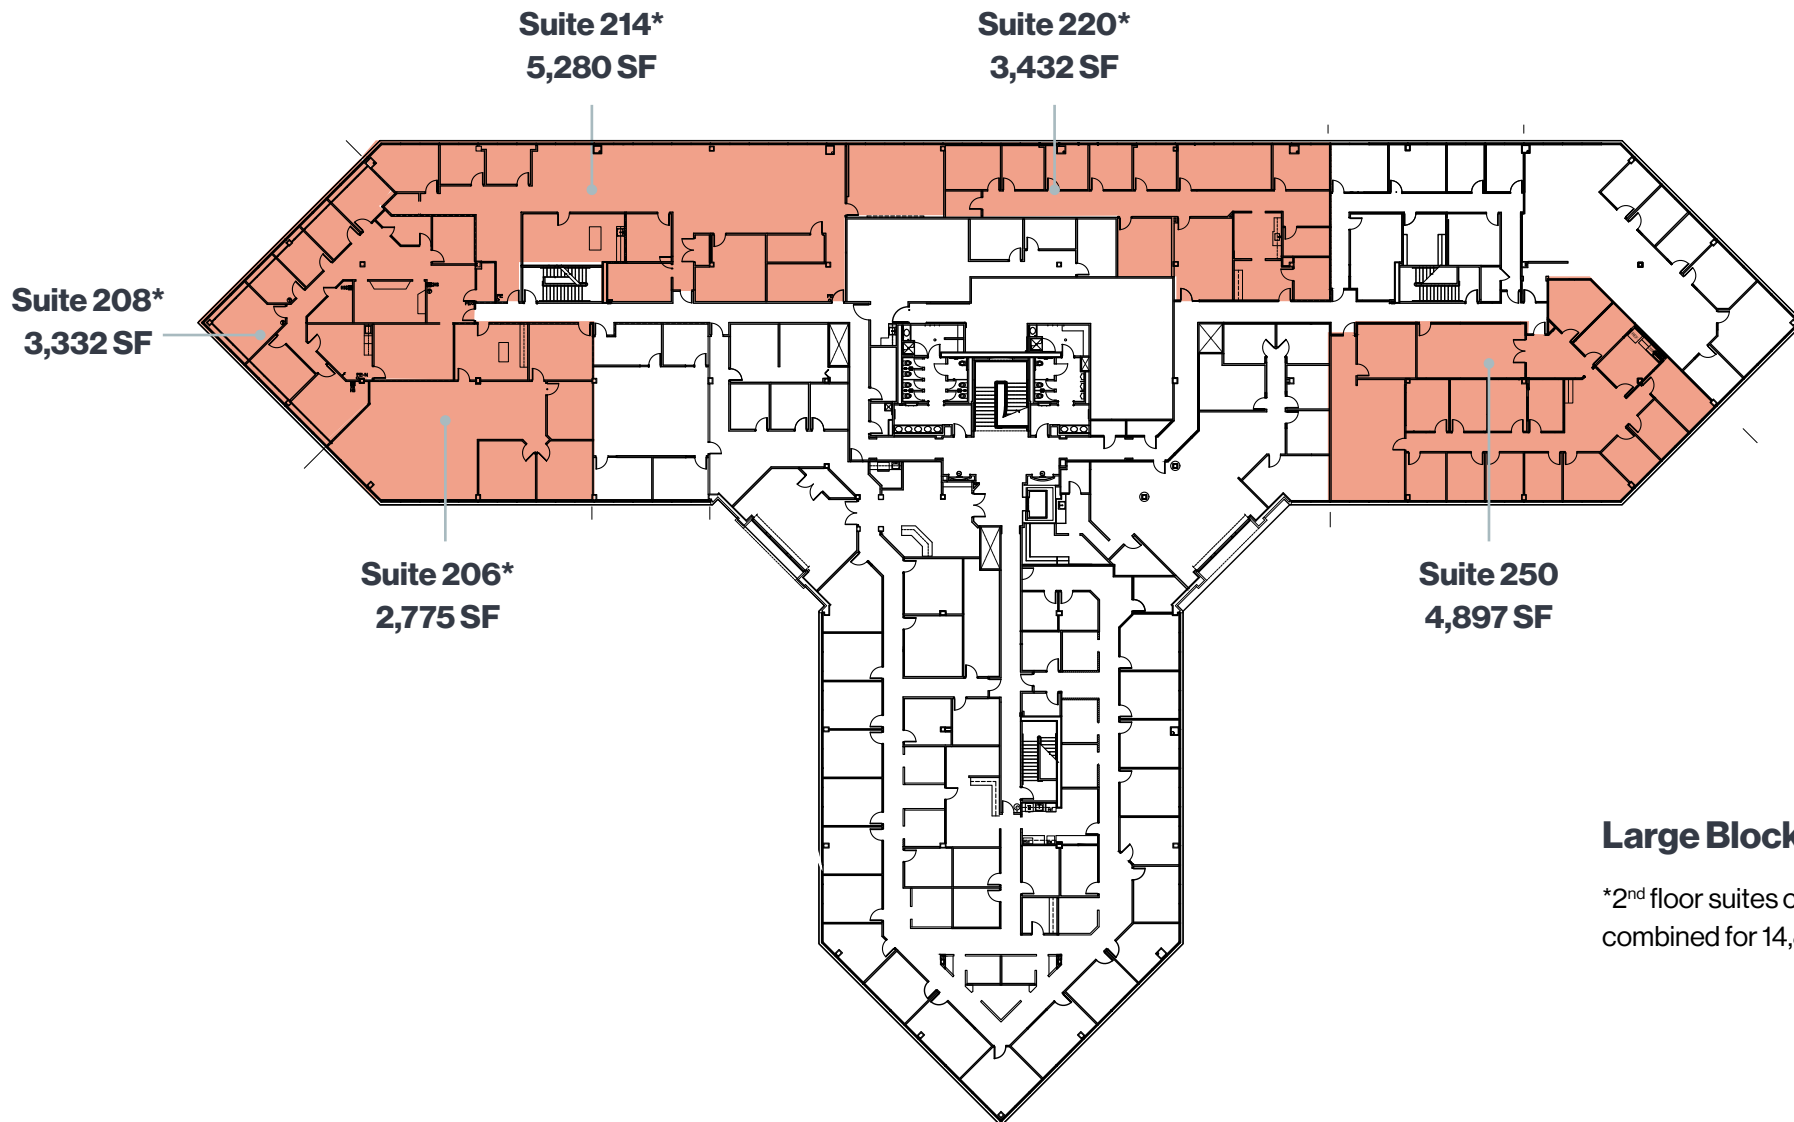 Suite 214*
5,280 SF
Suite 220*
3,432 SF
Suite 208*
3,332 SF
Suite 206*
2,775 SF
Suite 250
4,897 SF
Large Block
*2nd floor suites
combined for 14,